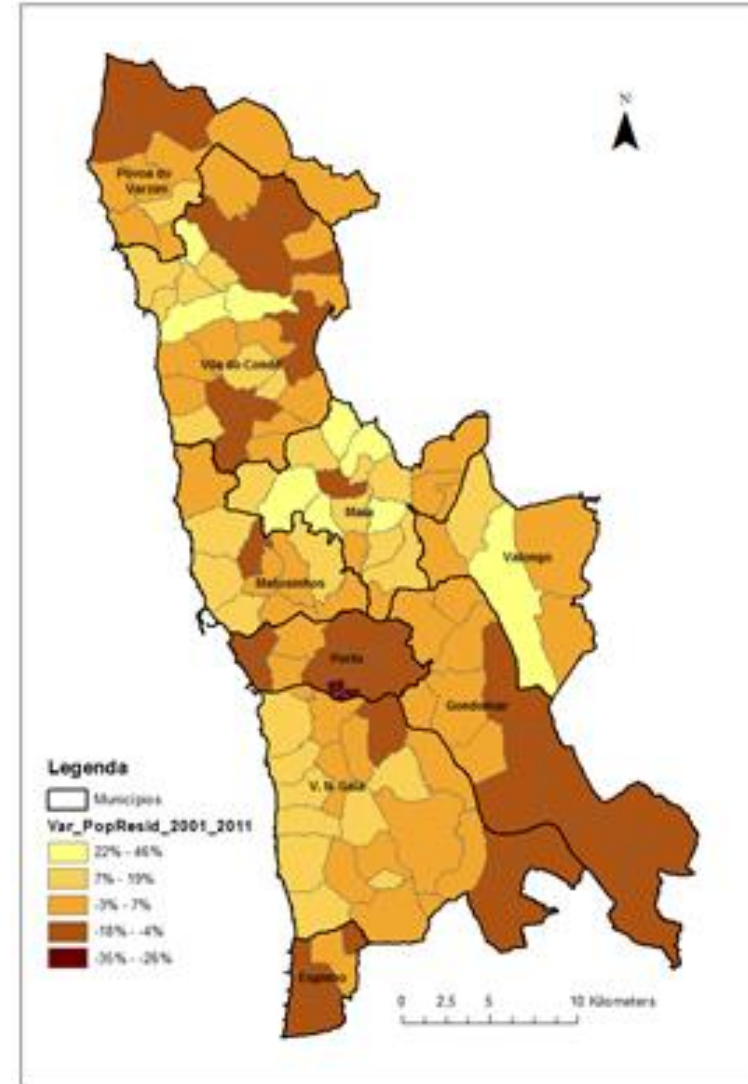 N
Póvoa do
Varzim
Vila do Conde
Maia
Valongo
Matosinhos
Porto
Gondomar
V. N. Gaia
Espinho
Legenda
Municípios
Var_PopResid_2001_2011
22% - 46%
7% - 19%
-3% - 7%
-18% - -4%
-35% - -26%
0 2.5 5 10 Kilometers